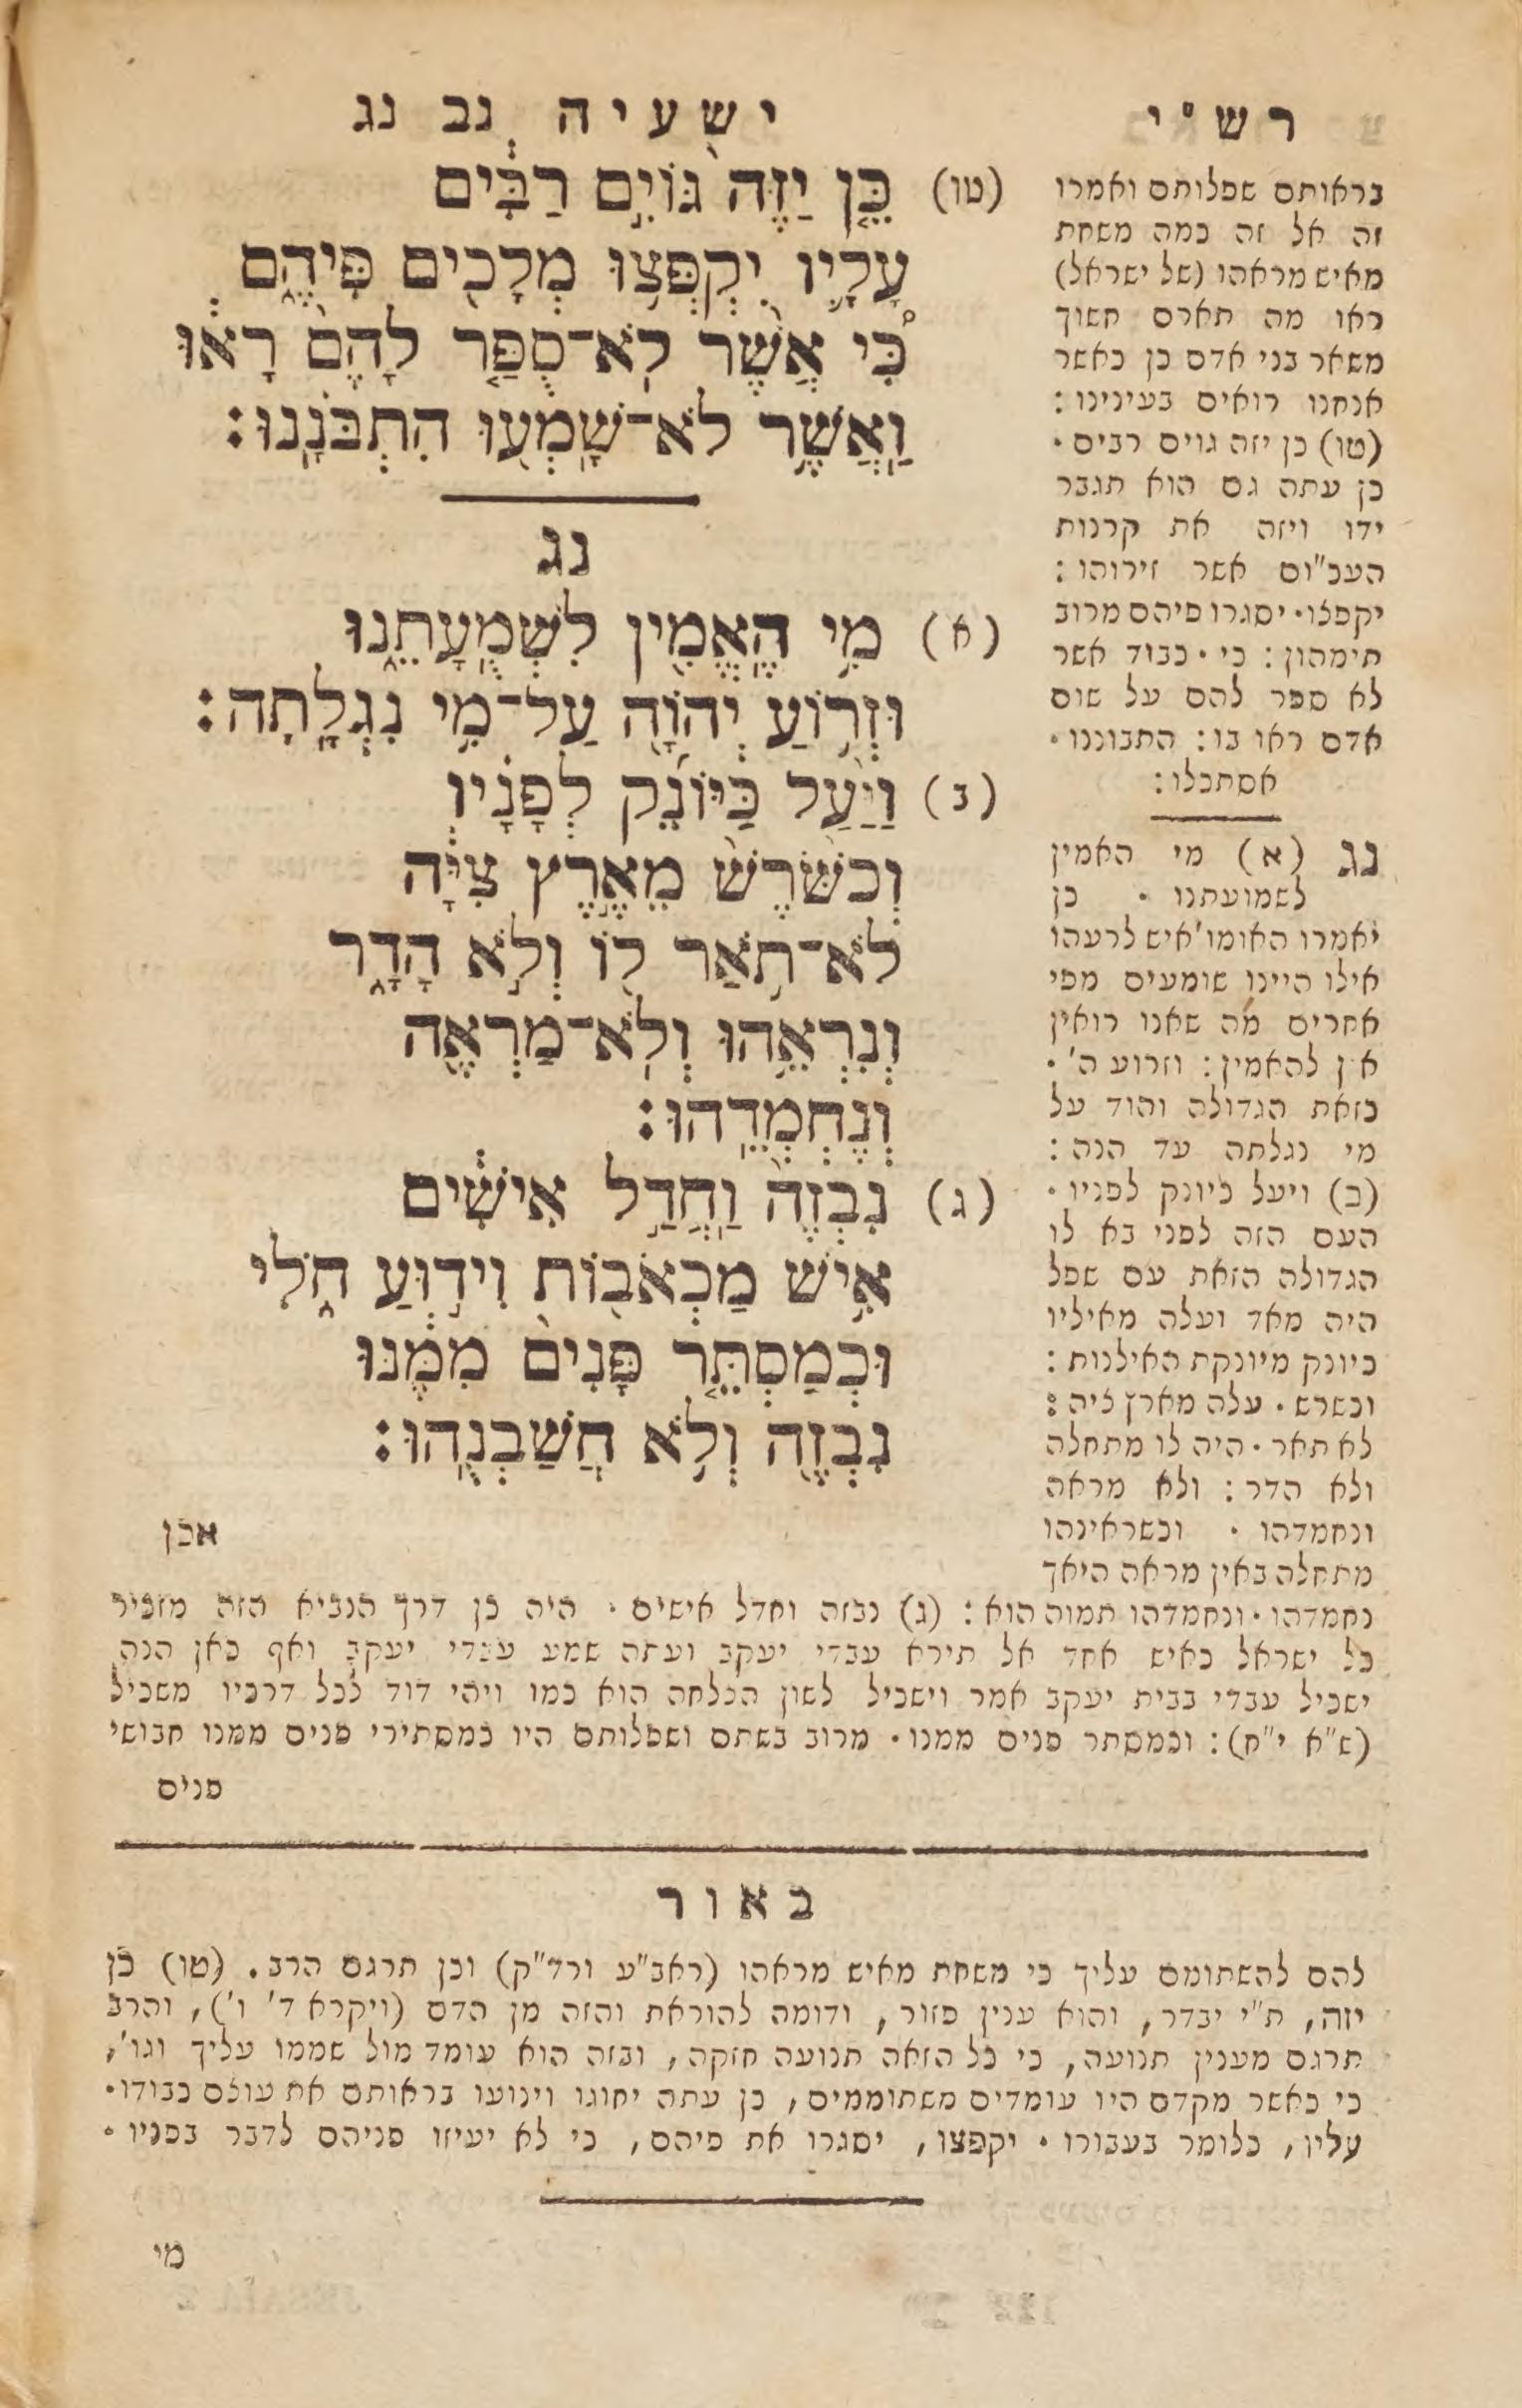 ישעיה נב נג
(טו) כֵּ֤ן יַזֶּה֙ גּוֹיִ֣ם רַבִּ֔ים
עָלָ֛יו יִקְפְּצ֥וּ מְלָכִ֖ים פִּיהֶ֑ם
כִּ֠י אֲשֶׁ֨ר לֹֽא־סֻפַּ֤ר לָהֶם֙ רָא֔וּ
וַאֲשֶׁ֥ר לֹא־שָׁמְע֖וּ הִתְבֹּנָֽנוּ׃
נג
(א) מִ֥י הֶאֱמִ֖ין לִשְׁמֻעָתֵ֑נוּ
וּזְר֥וֹעַ יְהוָֹ֖ה עַל־מִ֥י נִגְלָֽתָה׃
(ב) וַיַּ֨עַל כַּיּוֹנֵ֜ק לְפָנָ֗יו
וְכשֹּׁ֨רֶשׁ֙ מֵאֶ֣רֶץ צִיָּ֔ה
לֹא־תֹ֥אַר ל֖וֹ וְלֹ֣א הָדָ֑ר
וְנִרְאֵ֥הוּ וְלֹֽא־מַרְאֶ֖ה
וְנֶחְמְדֵֽהוּ׃
(ג) נִבְזֶה֙ וַחֲדַ֣ל אִישִׁ֔ים
אִ֥ישׁ מַכְאֹב֖וֹת וִיד֣וּעַ חֹ֑לִי
וּכְמַסְתֵּ֤ר פָּנִים֙ מִמֶּ֔נּוּ
נִבְזֶ֖ה וְלֹ֥א חֲשַׁבְנֻֽהוּ׃
אכן
רש״י
בראותם שפלותם ואמרו
זה אל זה כמה משחת
מאיש מראהו (של ישראל)
ראו מה תארם חשוך
משאר בני אדם כן כאשר
אנחנו רואים בעינינו:
(טו) כן יזה גוים רבים·
כן עתה גם הוא תגבר
ידו ויזה את קרנות
העכ"ום אשר זירוהו:
יקפצו· יסגרו פיהם מרוב
תימהון: כי· כבוד אשר
לא ספר להם על שום
אדם ראו בו: התבוננו·
אסתכלו:
נג (א) מי האמין
לשמועתנו · כן
יאמרו האומו' איש לרעהו
אילו היינו שומעים מפי
אחרים מה שאנו רואין
אין להאמין: וזרוע ה'·
כזאת הגדולה והוד על
מי נגלתה עד הנה:
(ב) ויעל כיונק לפניו·
העם הזה לפני בא לו
הגדולה הזאת עם שפל
היה מאד ועלה מאיליו
כיונק מיונקת האילנות:
וכשרש· עלה מארץ ציה:
לא תאר· היה לו מתחלה
ולא הדר: ולא מראה
ונחמדהו · וכשראינהו
מתחלה באין מראה היאך
נחמדהו· ונחמדהו תמוה הוא: (ג) נבזה וחדל אישים · היה כן דרך הנביא הזה מזכיר
כל ישראל כאיש אחד אל תירא עבדי יעקב ועתה שמע עבדי יעקב ואף כאן הנה
ישכיל עבדי בבית יעקב אמר וישכיל לשון הצלחה הוא כמו ויהי דוד לכל דרכיו משכיל
(ש"א י"ח): וכמסתר פנים ממנו· מרוב בשתם ושפלותם היו כמסתירי פנים ממנו חבושי
פנים
באור
להם להשתומם עליך כי משחת מאיש מראהו (ראב"ע ורד"ק) וכן תרגם הרב. (טו) כן
יזה, ת"י יבדר, והוא ענין פזור, ודומה להוראת והזה מן הדם (ויקרא ד' ו'), והרב
תרגם מענין תנועה, כי כל הזאה תנועה חזקה, ובזה הוא עומד מול שממו עליך וגו',
כי כאשר מקדם היו עומדים משתוממים, כן עתה יחוגו וינועו בראותם את עוצם כבודו·
עליו, כלומר בעבורו · יקפצו, יסגרו את פיהם, כי לא יעיזו פניהם לדבר בפניו·
מי